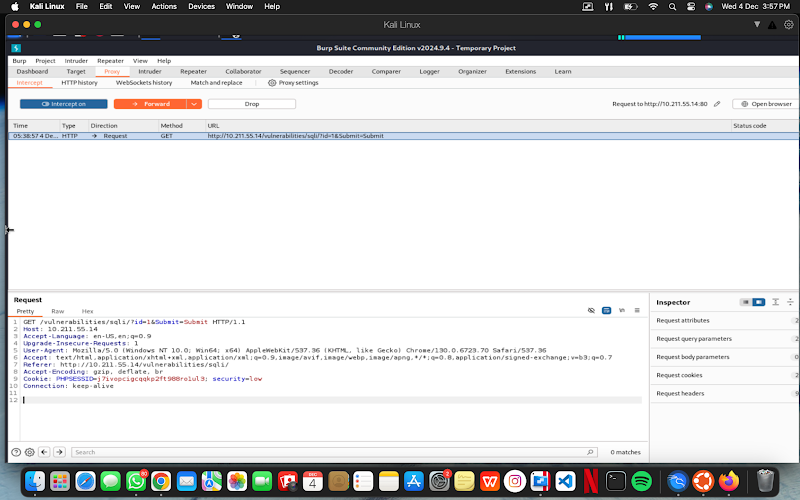 Kali Linux File Edit View Actions Devices Window Help Wed 4 Dec 3:57 PM
Kali Linux
Burp Suite Community Edition v2024.9.4 - Temporary Project
Burp Project Intruder Repeater View Help
Dashboard Target Proxy Intruder Repeater Collaborator Sequencer Decoder Comparer Logger Organizer Extensions Learn
Intercept HTTP history WebSockets history Match and replace Proxy settings
Intercept on Forward Drop Request to http://10.211.55.14:80 Open browser
Time Type Direction Method URL Status code
05:38:57 4 De... HTTP → Request GET http://10.211.55.14/vulnerabilities/sqli/?id=1&Submit=Submit
Request Inspector
Pretty Raw Hex \n
Request attributes 2
1 GET /vulnerabilities/sqli/?id=1&Submit=Submit HTTP/1.1
2 Host: 10.211.55.14
3 Accept-Language: en-US,en;q=0.9
4 Upgrade-Insecure-Requests: 1
5 User-Agent: Mozilla/5.0 (Windows NT 10.0; Win64; x64) AppleWebKit/537.36 (KHTML, like Gecko) Chrome/130.0.6723.70 Safari/537.36
6 Accept: text/html,application/xhtml+xml,application/xml;q=0.9,image/avif,image/webp,image/apng,*/*;q=0.8,application/signed-exchange;v=b3;q=0.7
7 Referer: http://10.211.55.14/vulnerabilities/sqli/
8 Accept-Encoding: gzip, deflate, br
9 Cookie: PHPSESSID=j7ivopcigcqqkp2ft988ro1ul3; security=low
10 Connection: keep-alive
11
12
Request query parameters 2
Request body parameters 0
Request cookies 2
Request headers 9
Search 0 matches
80
DEC
4
2